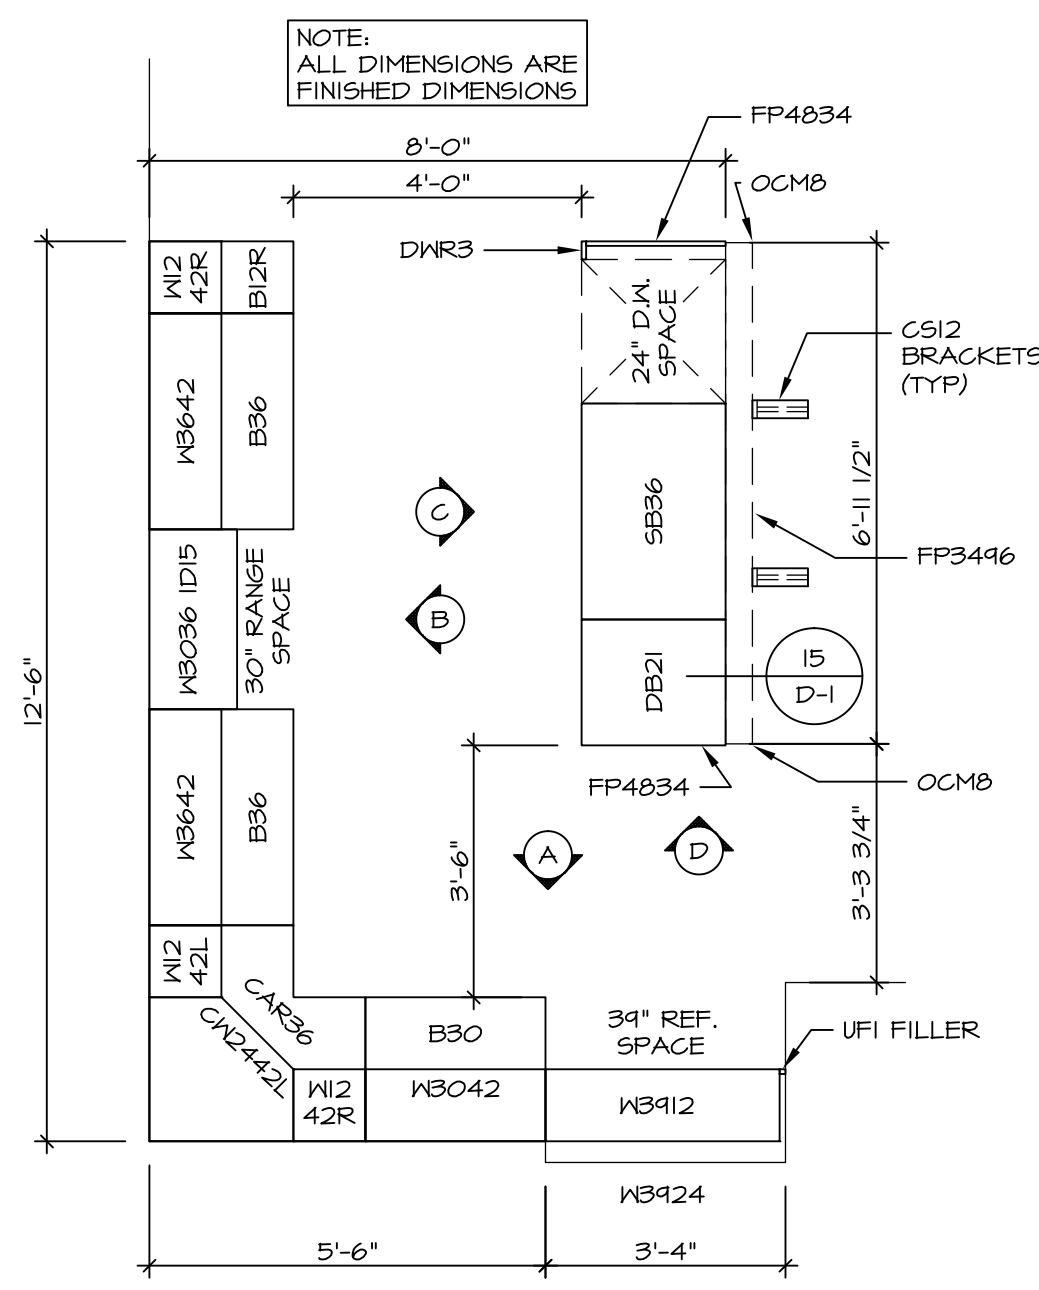 NOTE:
ALL DIMENSIONS ARE
FINISHED DIMENSIONS
FP4834
8'-0"
4'-0"
OCM8
DWR3
W12
42R
B12R
24" D.W.
SPACE
CS12
BRACKETS
(TYP)
W3642
B36
SB36
6'-11 1/2"
C
FP3496
B
W3036 1D15
30" RANGE
SPACE
12'-6"
DB21
15
D-1
FP4834
OCM8
W3642
B36
3'-6"
A
D
3'-3 3/4"
W12
42L
CAR36
CW2442L
B30
39" REF.
SPACE
UF1 FILLER
W12
42R
W3042
W3912
W3924
5'-6"
3'-4"